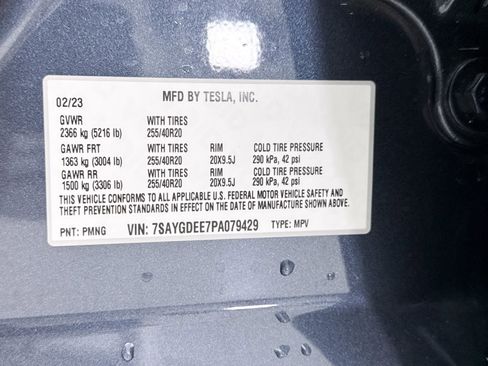 02/23 MFD BY TESLA, INC.
GVWR WITH TIRES
2366 kg (5216 lb) 255/40R20
GAWR FRT WITH TIRES RIM COLD TIRE PRESSURE
1363 kg (3004 lb) 255/40R20 20X9.5J 290 kPa, 42 psi
GAWR RR WITH TIRES RIM COLD TIRE PRESSURE
1500 kg (3306 lb) 255/40R20 20X9.5J 290 kPa, 42 psi
THIS VEHICLE CONFORMS TO ALL APPLICABLE U.S. FEDERAL MOTOR VEHICLE SAFETY AND
THEFT PREVENTION STANDARDS IN EFFECT ON THE DATE OF MANUFACTURE SHOWN ABOVE.
PNT: PMNG VIN: 7SAYGDEE7PA079429 TYPE: MPV